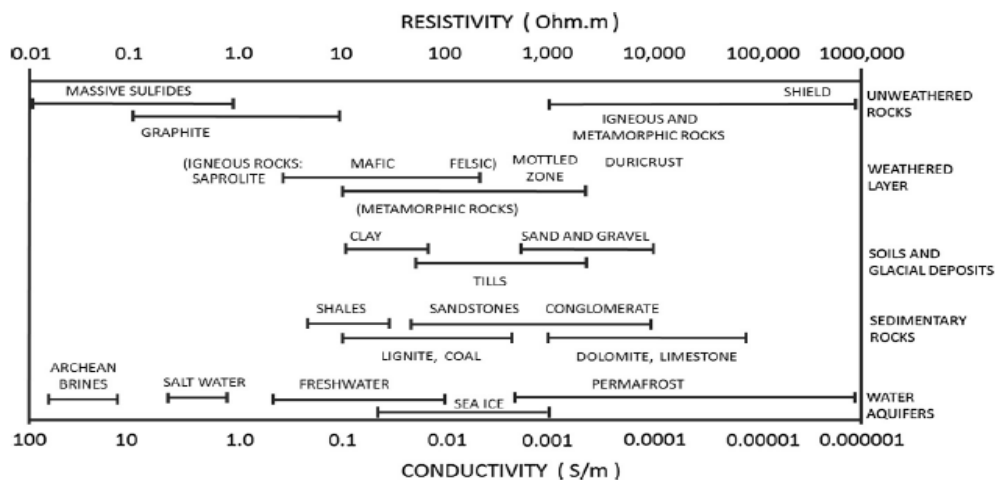 RESISTIVITY ( Ohm.m )
0.01 0.1 1.0 10 100 1,000 10,000 100,000 1000,000
MASSIVE SULFIDES
SHIELD
UNWEATHERED
ROCKS
GRAPHITE
IGNEOUS AND
METAMORPHIC ROCKS
(IGNEOUS ROCKS:
SAPROLITE
MAFIC
FELSIC)
MOTTLED
ZONE
DURICRUST
WEATHERED
LAYER
(METAMORPHIC ROCKS)
CLAY
SAND AND GRAVEL
SOILS AND
GLACIAL DEPOSITS
TILLS
SHALES
SANDSTONES
CONGLOMERATE
SEDIMENTARY
ROCKS
LIGNITE, COAL
DOLOMITE, LIMESTONE
ARCHEAN
BRINES
SALT WATER
FRESHWATER
PERMAFROST
WATER
AQUIFERS
SEA ICE
100 10 1.0 0.1 0.01 0.001 0.0001 0.00001 0.000001
CONDUCTIVITY ( S/m )